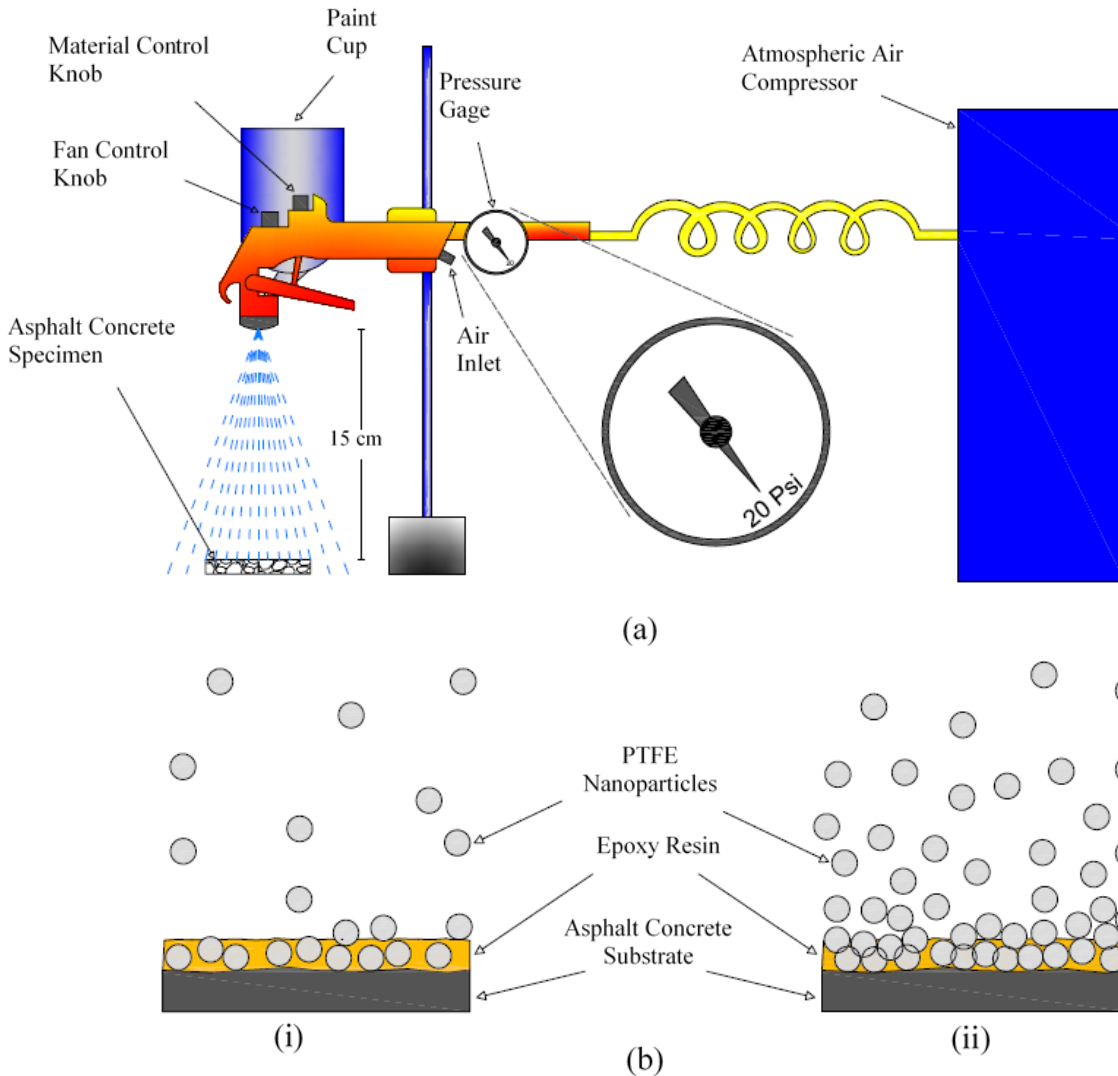 Material Control
Knob
Paint
Cup
Pressure
Gage
Atmospheric Air
Compressor
Fan Control
Knob
Asphalt Concrete
Specimen
Air
Inlet
15 cm
20 Psi
(a)
PTFE
Nanoparticles
Epoxy Resin
Asphalt Concrete
Substrate
(i)
(ii)
(b)